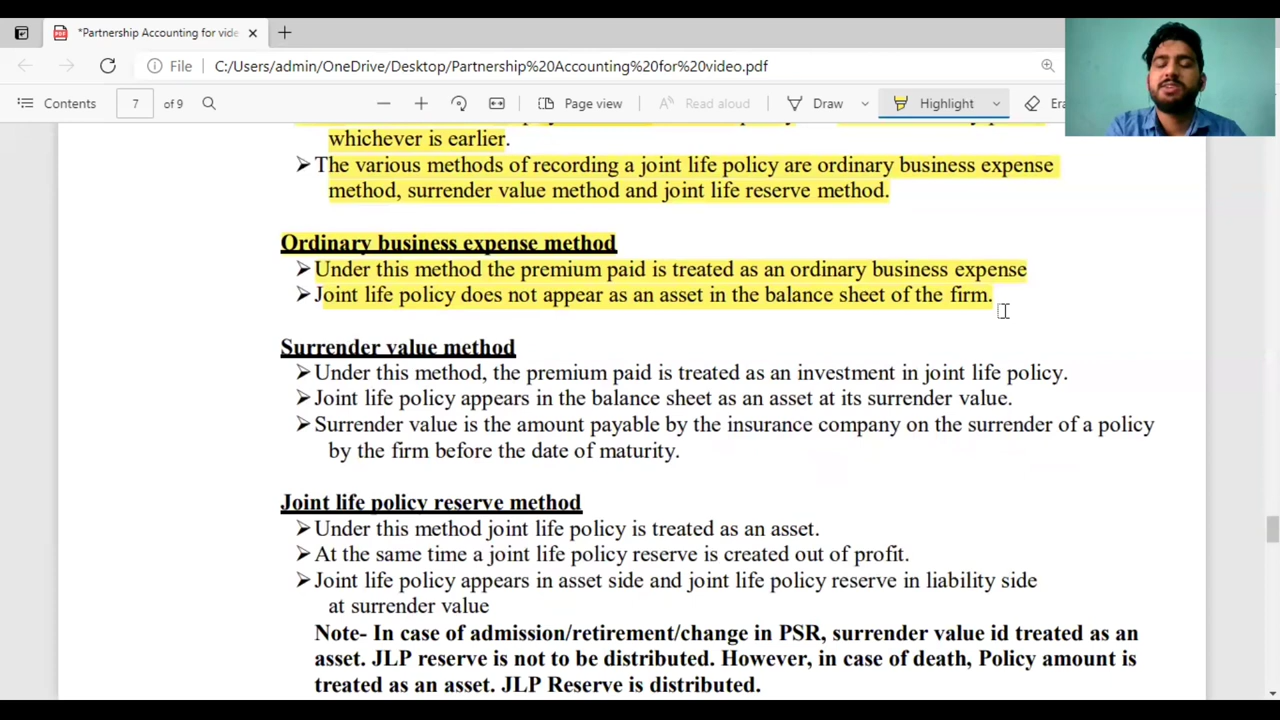 *Partnership Accounting for vide
File C:/Users/admin/OneDrive/Desktop/Partnership%20Accounting%20for%20video.pdf
Contents 7 of 9 Page view Read aloud Draw Highlight
whichever is earlier.
➤The various methods of recording a joint life policy are ordinary business expense
method, surrender value method and joint life reserve method.
Ordinary business expense method
➤Under this method the premium paid is treated as an ordinary business expense
➤Joint life policy does not appear as an asset in the balance sheet of the firm.
Surrender value method
➤Under this method, the premium paid is treated as an investment in joint life policy.
➤Joint life policy appears in the balance sheet as an asset at its surrender value.
➤Surrender value is the amount payable by the insurance company on the surrender of a policy
by the firm before the date of maturity.
Joint life policy reserve method
➤Under this method joint life policy is treated as an asset.
➤At the same time a joint life policy reserve is created out of profit.
➤Joint life policy appears in asset side and joint life policy reserve in liability side
at surrender value
Note- In case of admission/retirement/change in PSR, surrender value id treated as an
asset. JLP reserve is not to be distributed. However, in case of death, Policy amount is
treated as an asset. JLP Reserve is distributed.